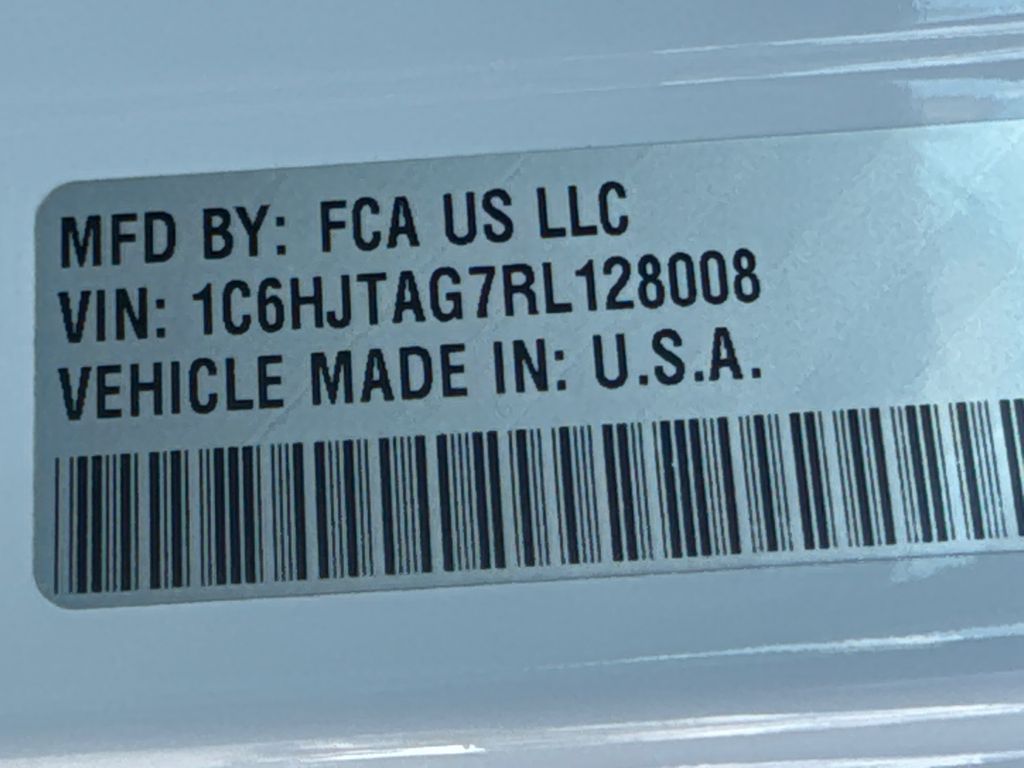 MFD BY: FCA US LLC
VIN: 1C6HJTAG7RL128008
VEHICLE MADE IN: U.S.A.